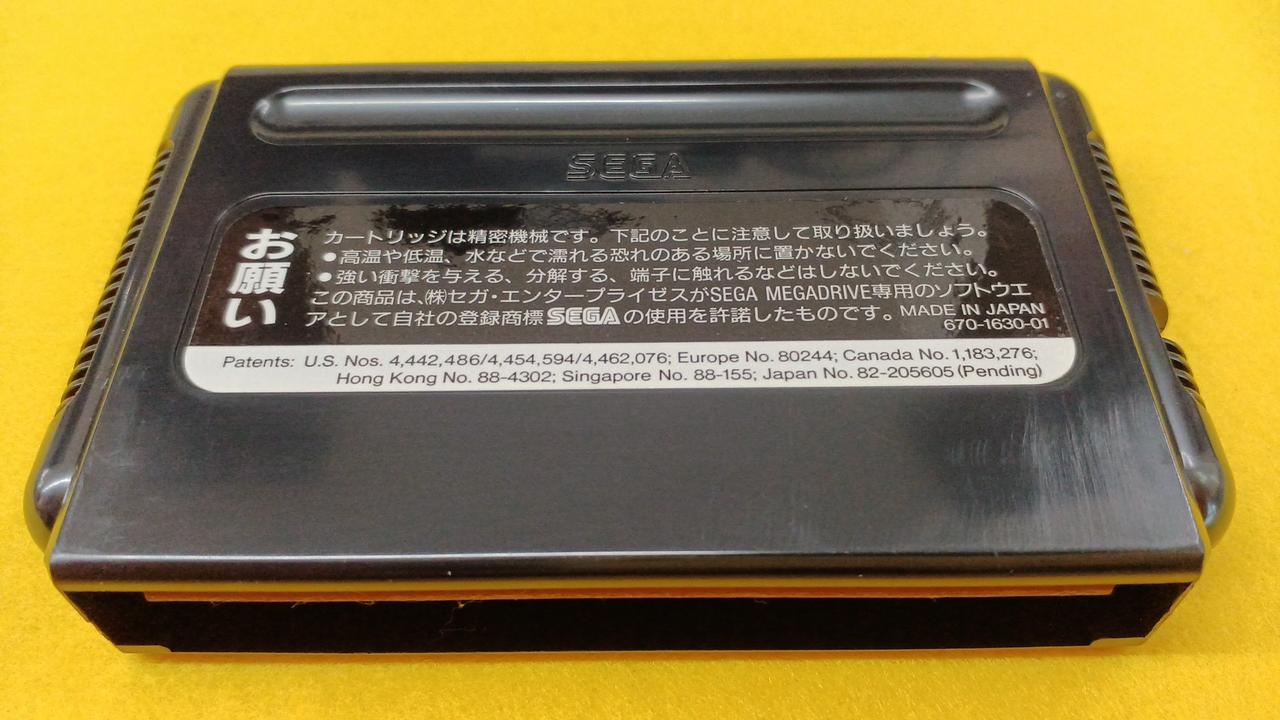 SEGA
お願い
カートリッジは精密機械です。下記のことに注意して取り扱いましょう。
●高温や低温、水などで濡れる恐れのある場所に置かないでください。
●強い衝撃を与える、分解する、端子に触れるなどはしないでください。
この商品は、㈱セガ・エンタープライゼスがSEGA MEGADRIVE専用のソフトウエ
アとして自社の登録商標SEGAの使用を許諾したものです。MADE IN JAPAN
670-1630-01
Patents: U.S. Nos. 4,442,486/4,454,594/4,462,076; Europe No. 80244; Canada No. 1,183,276;
Hong Kong No. 88-4302; Singapore No. 88-155; Japan No. 82-205605 (Pending)